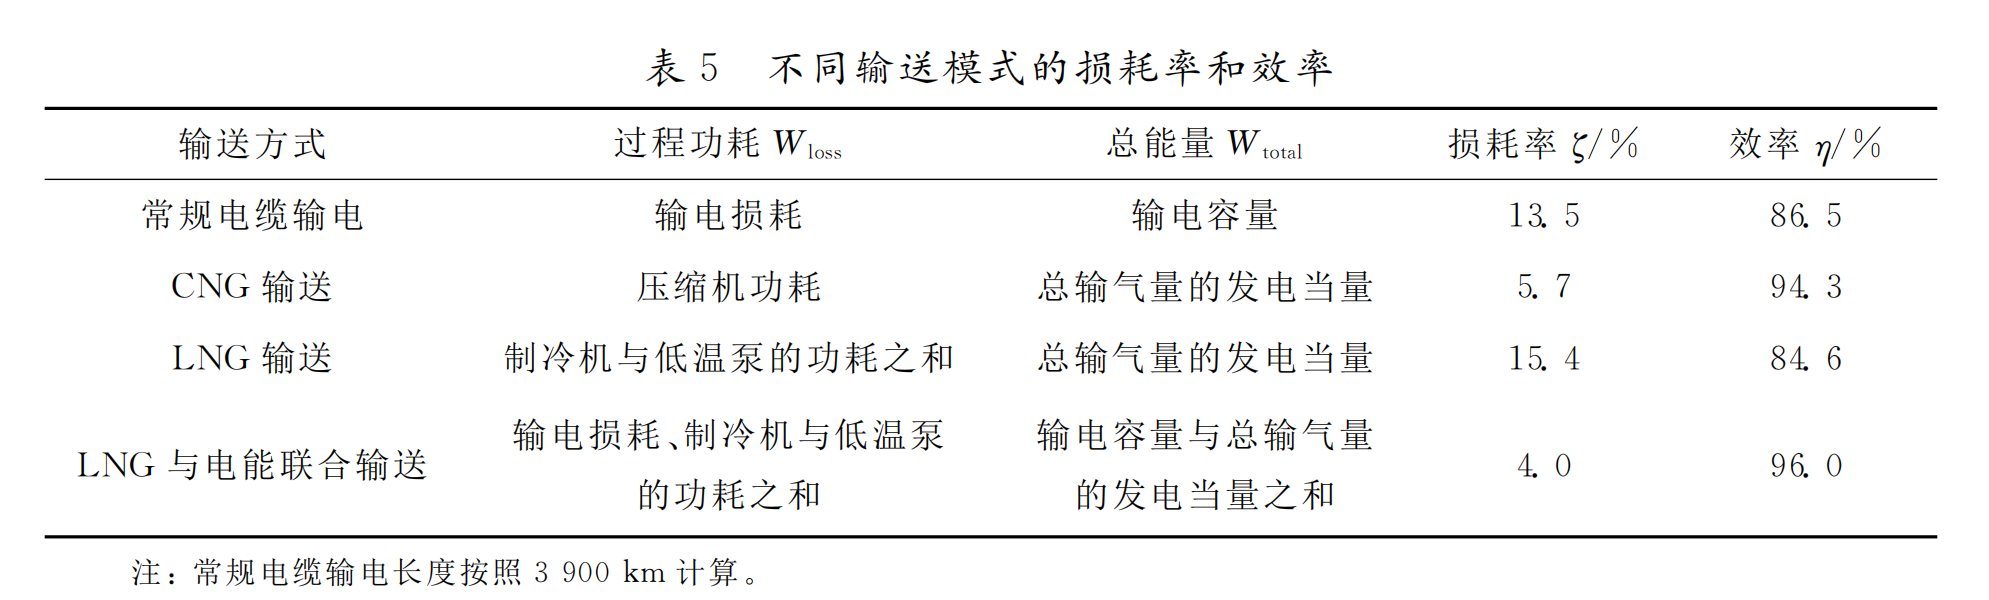 表 5 不同输送模式的损耗率和效率
输送方式 过程功耗 Wloss 总能量 Wtotal 损耗率 ζ/% 效率 η/%
常规电缆输电 输电损耗 输电容量 13. 5 86. 5
CNG 输送 压缩机功耗 总输气量的发电当量 5. 7 94. 3
LNG 输送 制冷机与低温泵的功耗之和 总输气量的发电当量 15. 4 84. 6
LNG 与电能联合输送 输电损耗、制冷机与低温泵 输电容量与总输气量 4. 0 96. 0
的功耗之和 的发电当量之和
注: 常规电缆输电长度按照 3 900 km 计算。